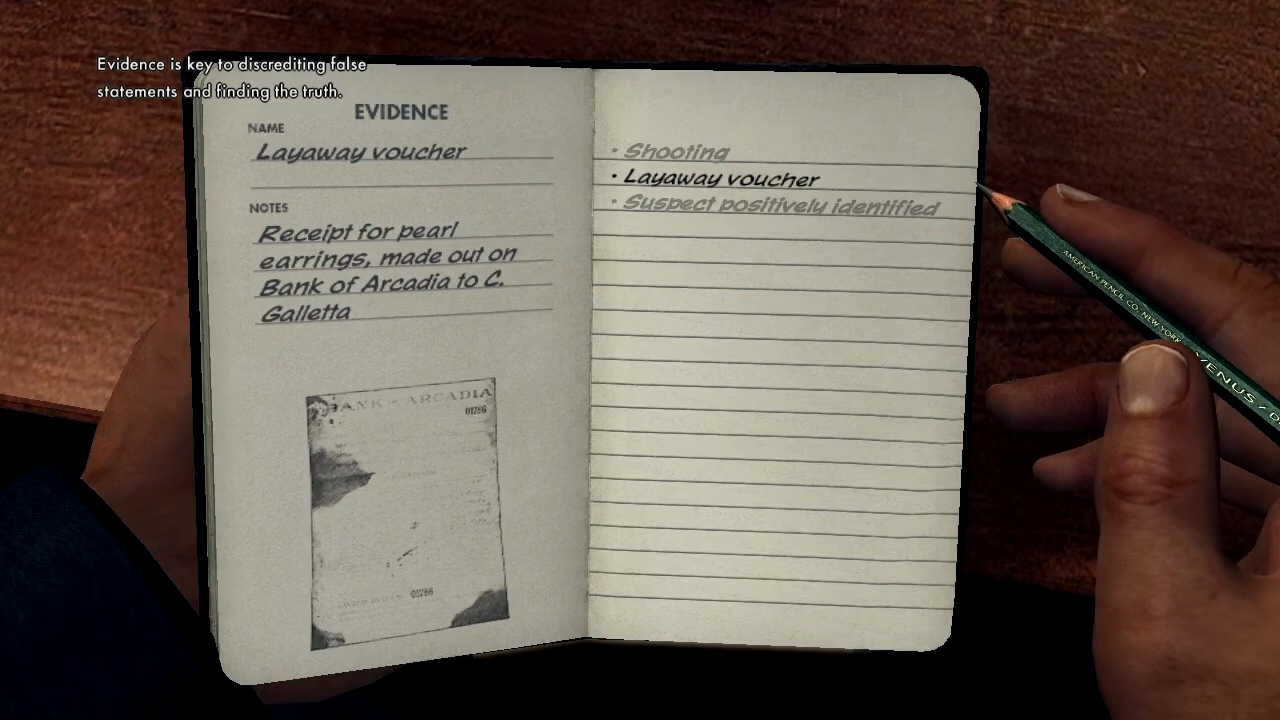 Evidence is key to discrediting false
statements and finding the truth.
EVIDENCE
NAME
Layaway voucher
NOTES
Receipt for pearl
earrings, made out on
Bank of Arcadia to C.
Galletta
BANK OF ARCADIA
01786
01786
• Shooting
• Layaway voucher
• Suspect positively identified
AMERICAN PENCIL CO. NEW YORK
VENUS